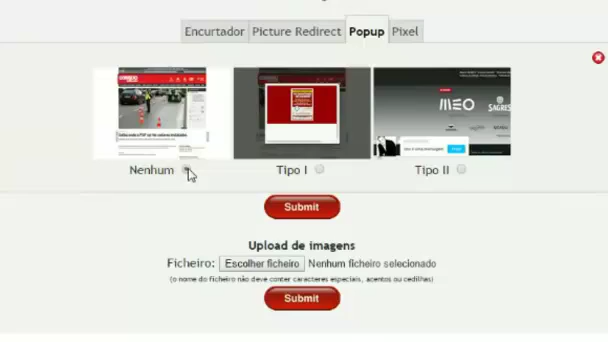 Encurtador Picture Redirect Popup Pixel
MEO
SAGRES
Nenhum Tipo I Tipo II
Submit
Upload de imagens
Ficheiro: Escolher ficheiro Nenhum ficheiro selecionado
(o nome do ficheiro não deve conter caracteres especiais, acentos ou cedilhas)
Submit